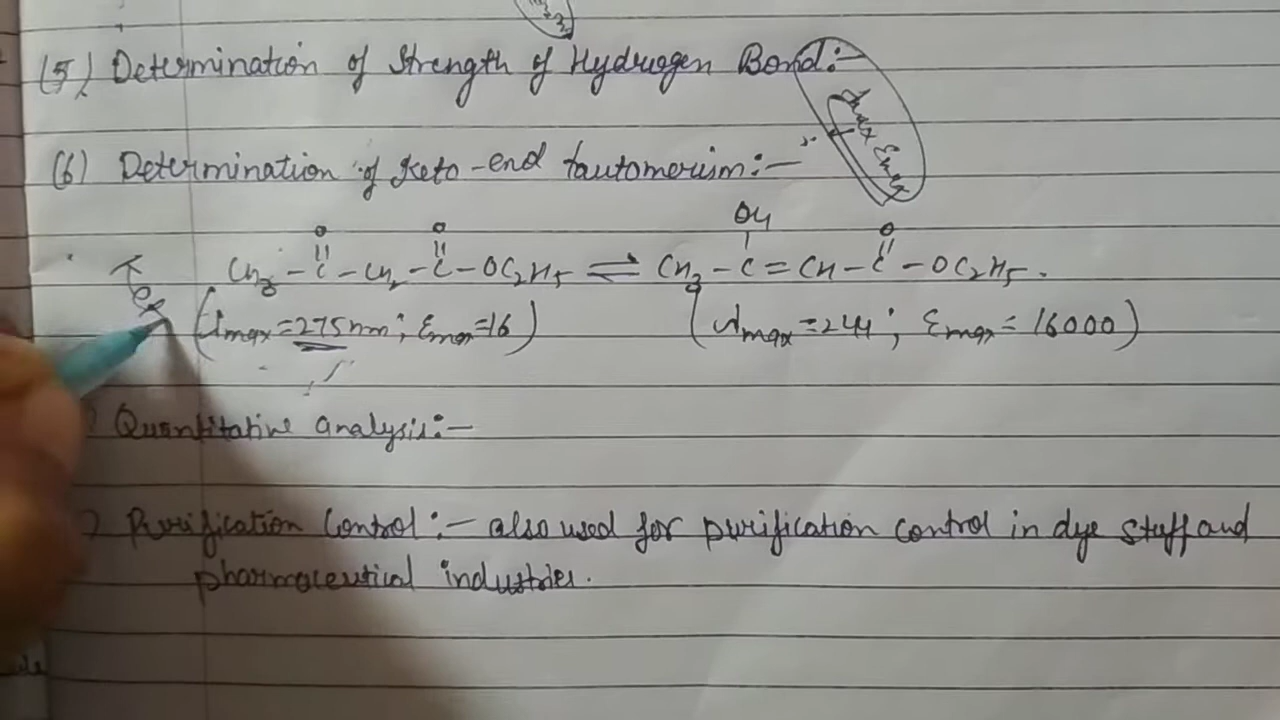 (5) Determination of Strength of Hydrogen Bond:-
λmax εmax
(6) Determination of Keto-enol tautomerism:-
O O OH O
CH3 - C - CH2 - C - OC2H5 ⇌ CH3 - C = CH - C - OC2H5.
(λmax = 275nm; εmax = 16) (λmax = 244; εmax = 16000)
) Quantitative analysis:-
) Purification Control:- also used for purification control in dye stuff and
pharmaceutical industries.